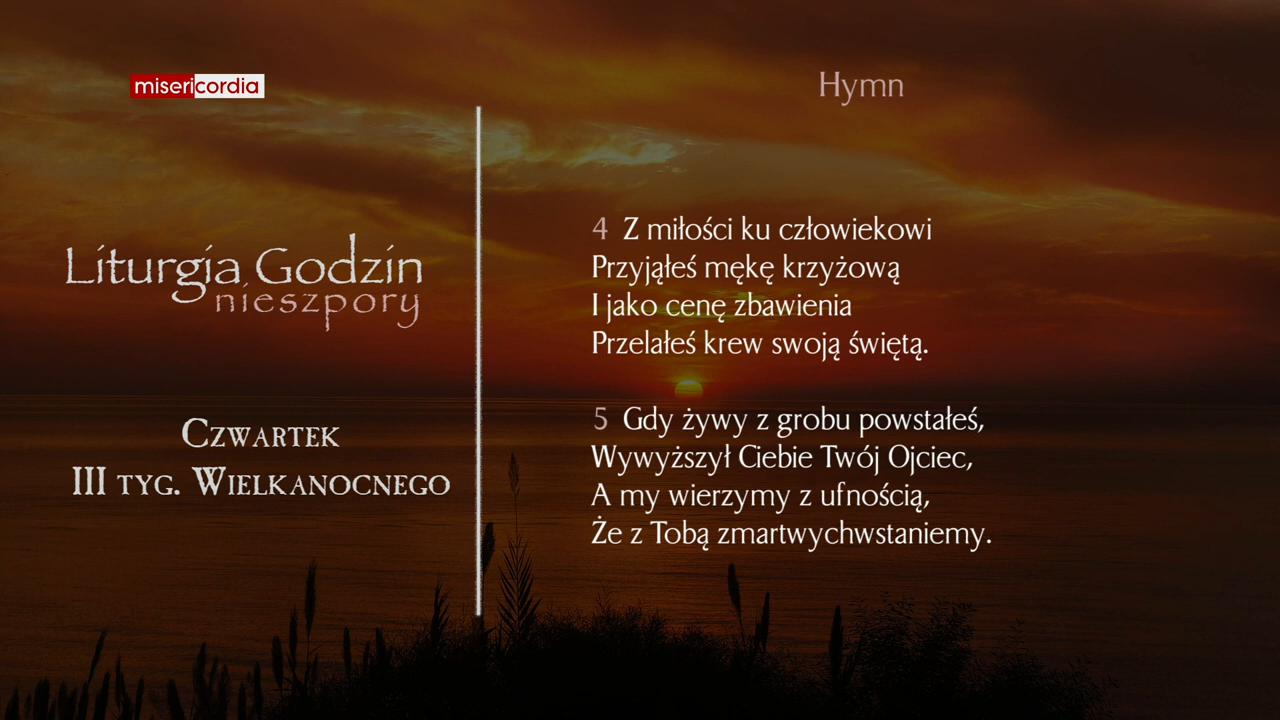 misericordia
Liturgia Godzin
nieszpory
Czwartek
III tyg. Wielkanocnego
Hymn
4 Z miłości ku człowiekowi
Przyjąłeś mękę krzyżową
I jako cenę zbawienia
Przelałeś krew swoją świętą.
5 Gdy żywy z grobu powstałeś,
Wywyższył Ciebie Twój Ojciec,
A my wierzymy z ufnością,
Że z Tobą zmartwychwstaniemy.